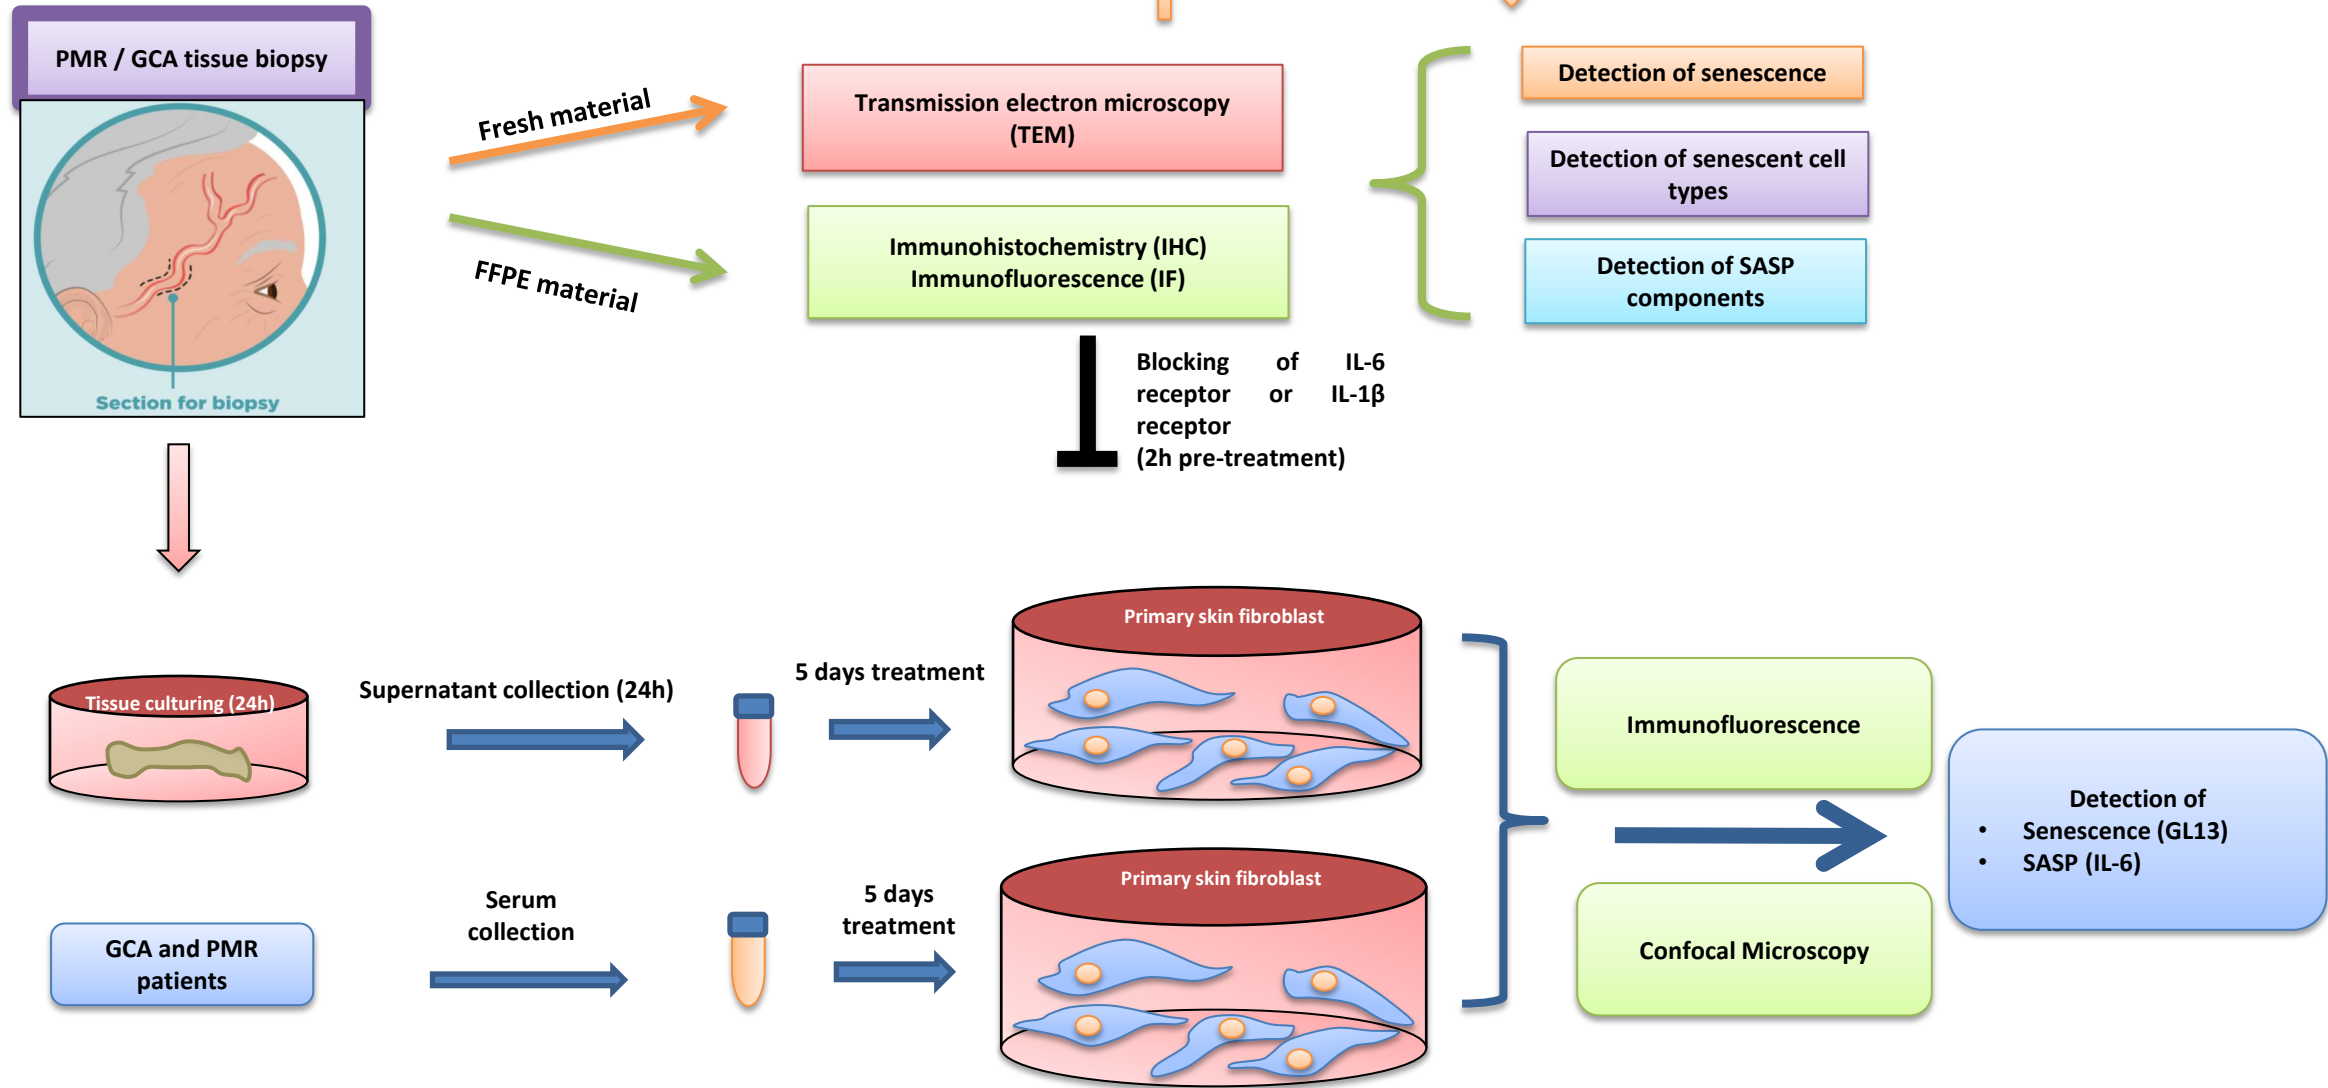 PMR / GCA tissue biopsy
Section for biopsy
Fresh material
FFPE material
Transmission electron microscopy
(TEM)
Immunohistochemistry (IHC)
Immunofluorescence (IF)
Detection of senescence
Detection of senescent cell
types
Detection of SASP
components
Blocking of IL-6
receptor or IL-1β
receptor
(2h pre-treatment)
Tissue culturing (24h)
Supernatant collection (24h)
5 days treatment
Primary skin fibroblast
GCA and PMR
patients
Serum
collection
5 days
treatment
Primary skin fibroblast
Immunofluorescence
Confocal Microscopy
Detection of
• Senescence (GL13)
• SASP (IL-6)